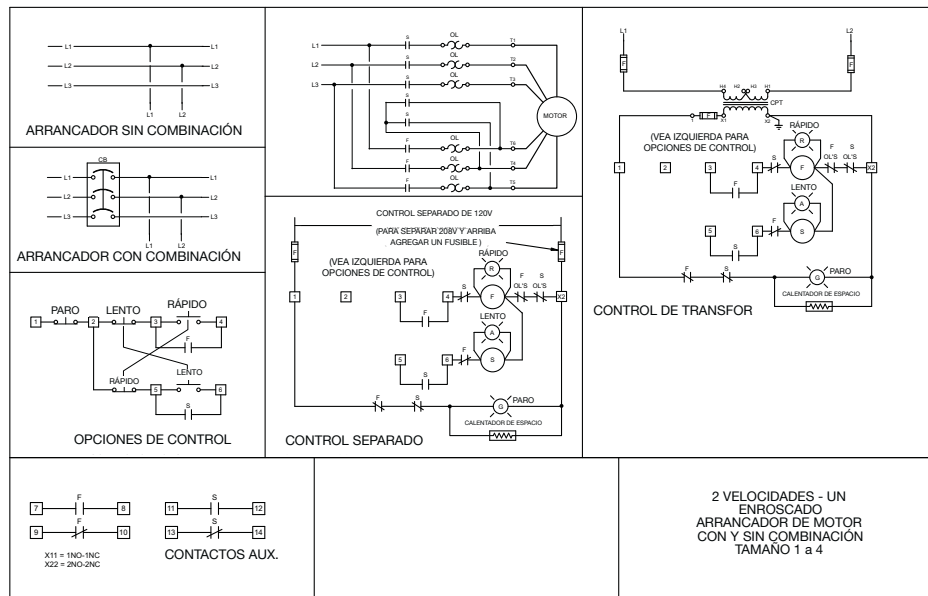 L1 L1
L2 L2
L3 L3
L1 L2
ARRANCADOR SIN COMBINACIÓN
CB
L1 L1
L2 L2
L3 L3
L1 L2
ARRANCADOR CON COMBINACIÓN
PARO LENTO RÁPIDO
1 2 3 4
F
RÁPIDO LENTO
5 6
S
OPCIONES DE CONTROL
L1 S OL T1
L2 S OL T2
L3 S OL T3
S
S
MOTOR
F OL T6
F OL T4
F OL T5
CONTROL SEPARADO DE 120V
(PARA SEPARAR 208V Y ARRIBA
AGREGAR UN FUSIBLE )
F F
(VEA IZQUIERDA PARA
OPCIONES DE CONTROL)
RÁPIDO
R
F S
OL'S OL'S
1 2 3 4 S F X2
F
LENTO
A
5 6 F S
S
F S G PARO
CALENTADOR DE ESPACIO
CONTROL SEPARADO
L1 L2
F F
H4 H2 H3 H1
CPT
1 F X1 X2
(VEA IZQUIERDA PARA
OPCIONES DE CONTROL)
RÁPIDO
R
F S
OL'S OL'S
1 2 3 4 S F X2
F
LENTO
A
5 6 F S
S
F S G PARO
CALENTADOR DE ESPACIO
CONTROL DE TRANSFOR
7 F 8
9 F 10
X11 = 1NO-1NC
X22 = 2NO-2NC
11 S 12
13 S 14
CONTACTOS AUX.
2 VELOCIDADES - UN
ENROSCADO
ARRANCADOR DE MOTOR
CON Y SIN COMBINACIÓN
TAMAÑO 1 a 4